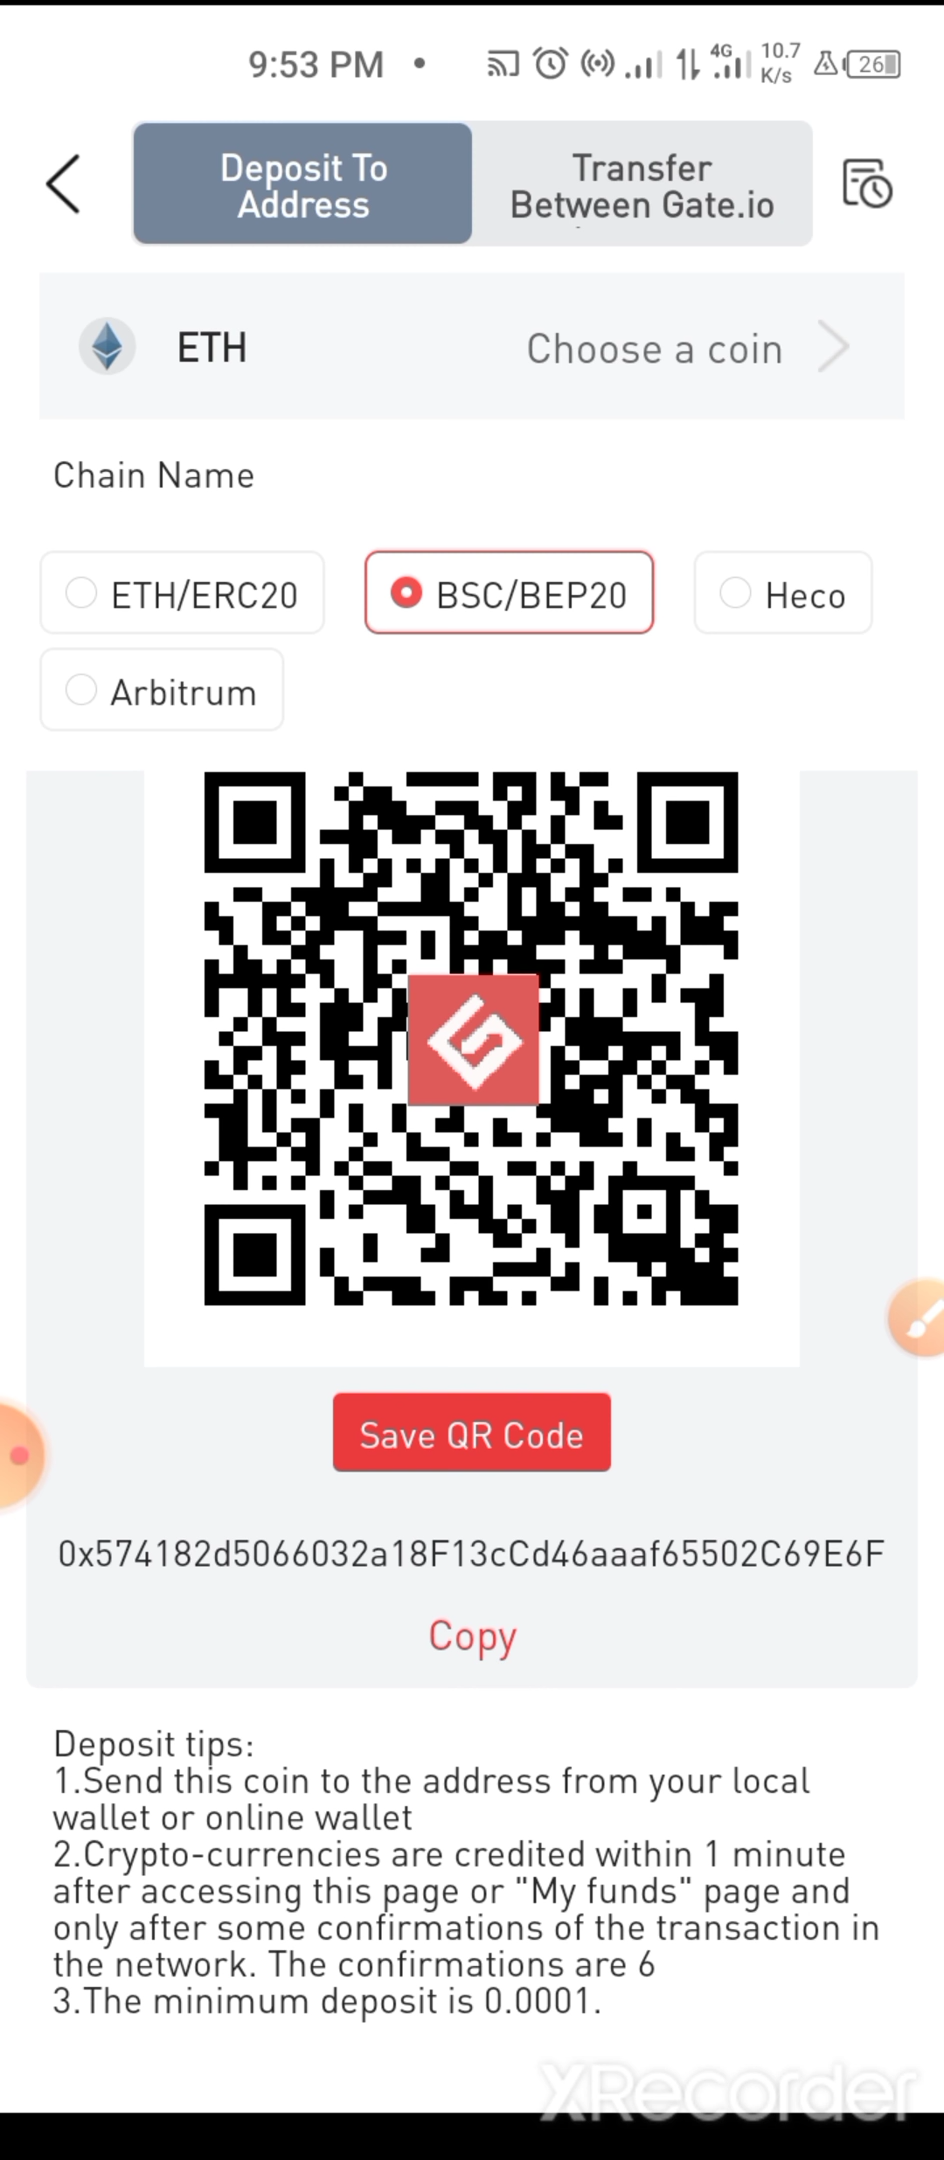 9:53 PM
4G
10.7
K/s
26
Deposit To
Address
Transfer
Between Gate.io
ETH
Choose a coin
Chain Name
ETH/ERC20
BSC/BEP20
Heco
Arbitrum
Save QR Code
0x574182d5066032a18F13cCd46aaaf65502C69E6F
Copy
Deposit tips:
1.Send this coin to the address from your local
wallet or online wallet
2.Crypto-currencies are credited within 1 minute
after accessing this page or "My funds" page and
only after some confirmations of the transaction in
the network. The confirmations are 6
3.The minimum deposit is 0.0001.
XRecorder